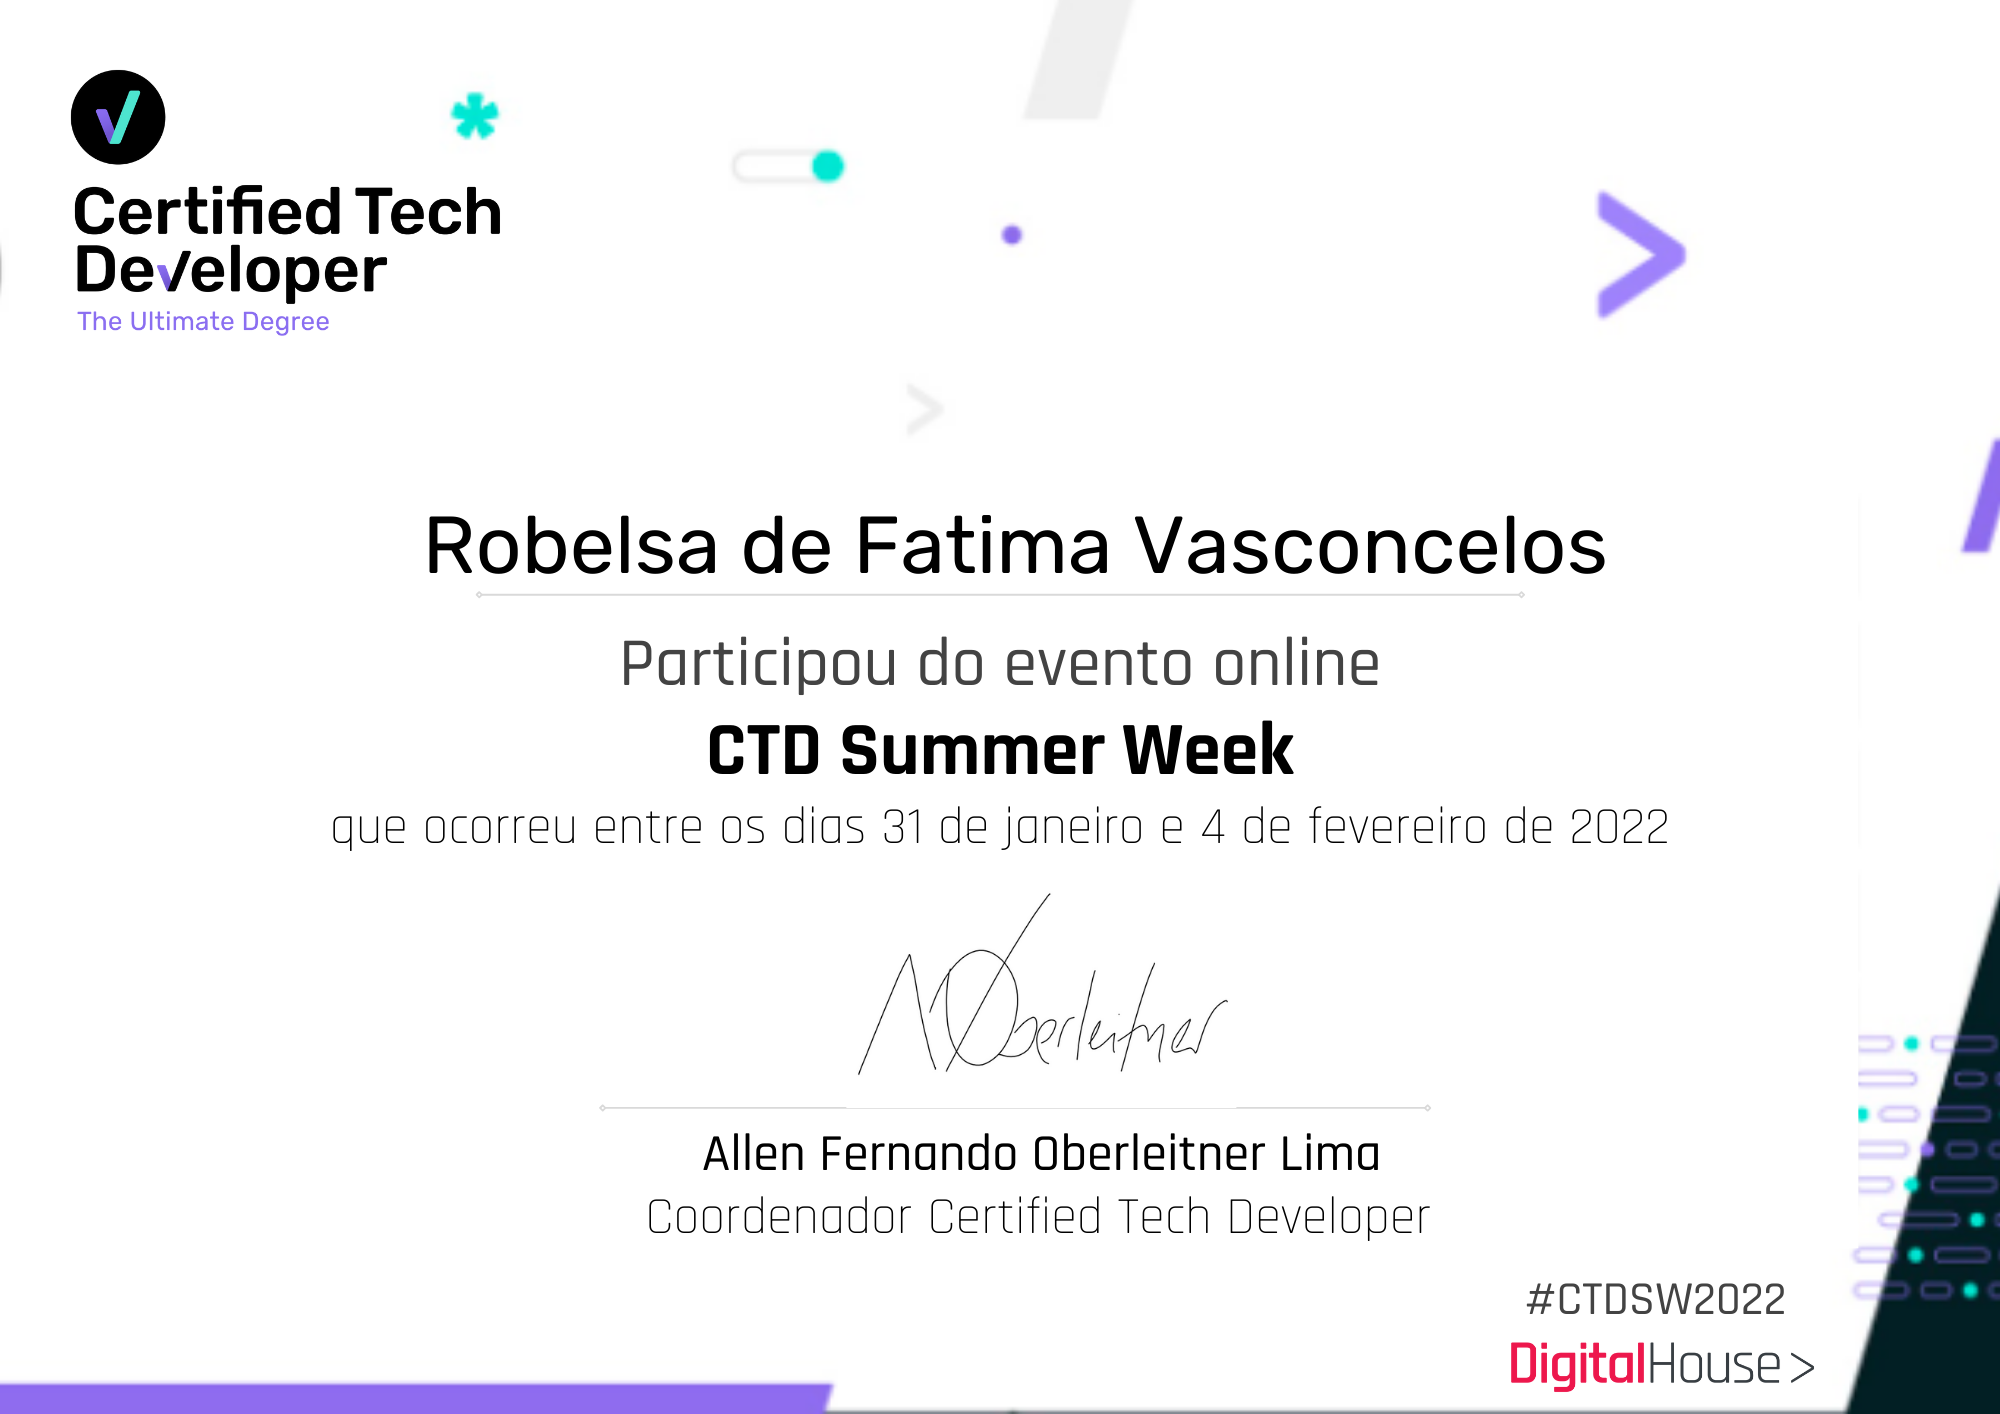 Certified Tech
Developer
The Ultimate Degree
Robelsa de Fatima Vasconcelos
Participou do evento online
CTD Summer Week
que ocorreu entre os dias 31 de janeiro e 4 de fevereiro de 2022
Oberleitner
Allen Fernando Oberleitner Lima
Coordenador Certified Tech Developer
#CTDSW2022
DigitalHouse>